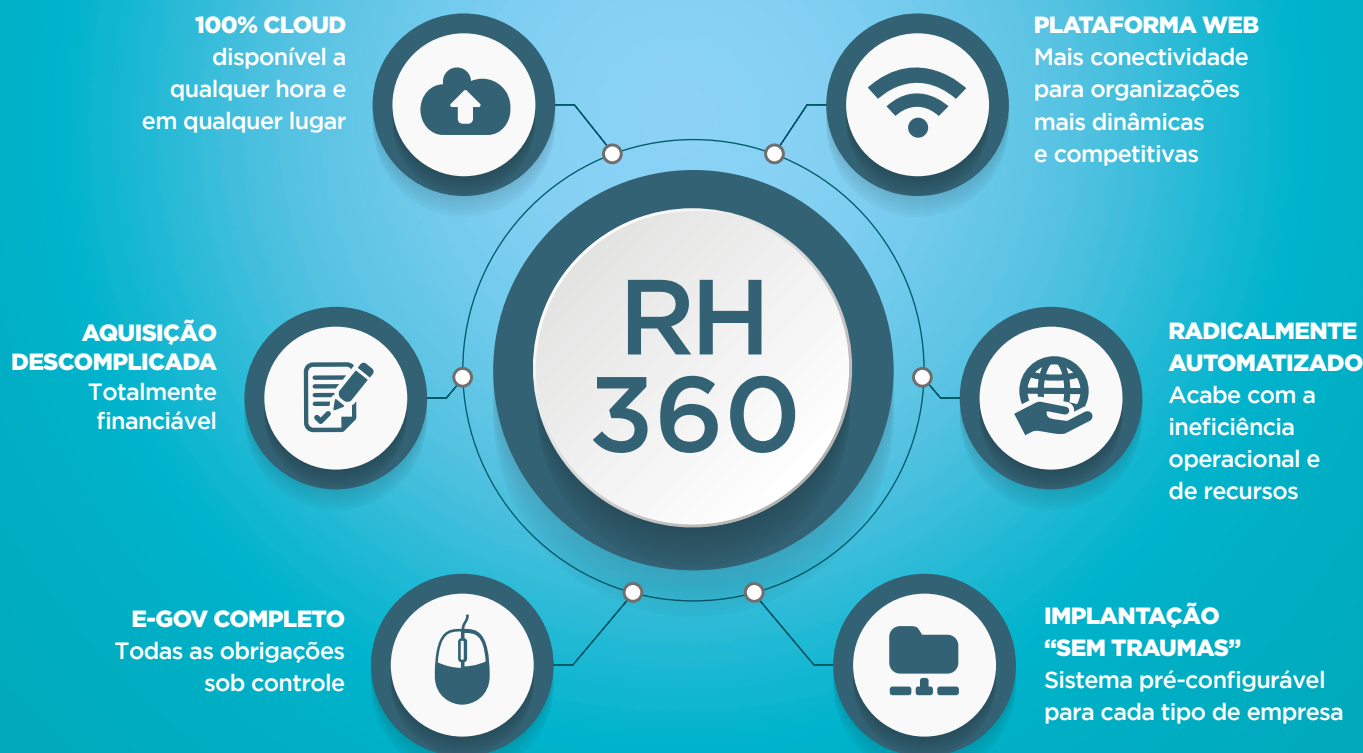 100% CLOUD
disponível a
qualquer hora e
em qualquer lugar
PLATAFORMA WEB
Mais conectividade
para organizações
mais dinâmicas
e competitivas
RH
360
AQUISIÇÃO
DESCOMPLICADA
Totalmente
financiável
RADICALMENTE
AUTOMATIZADO
Acabe com a
ineficiência
operacional e
de recursos
E-GOV COMPLETO
Todas as obrigações
sob controle
IMPLANTAÇÃO
“SEM TRAUMAS”
Sistema pré-configurável
para cada tipo de empresa